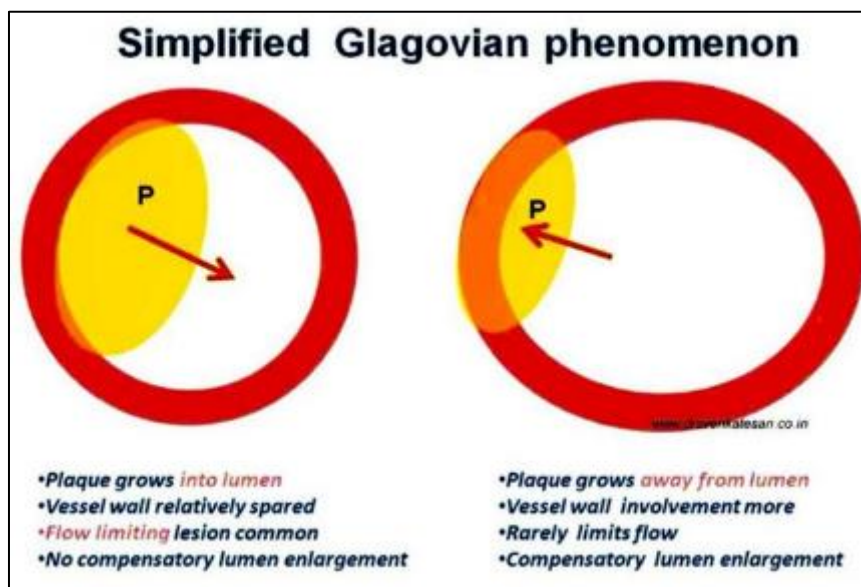 Simplified Glagovian phenomenon
P
P
•Plaque grows into lumen
•Vessel wall relatively spared
•Flow limiting lesion common
•No compensatory lumen enlargement
•Plaque grows away from lumen
•Vessel wall involvement more
•Rarely limits flow
•Compensatory lumen enlargement